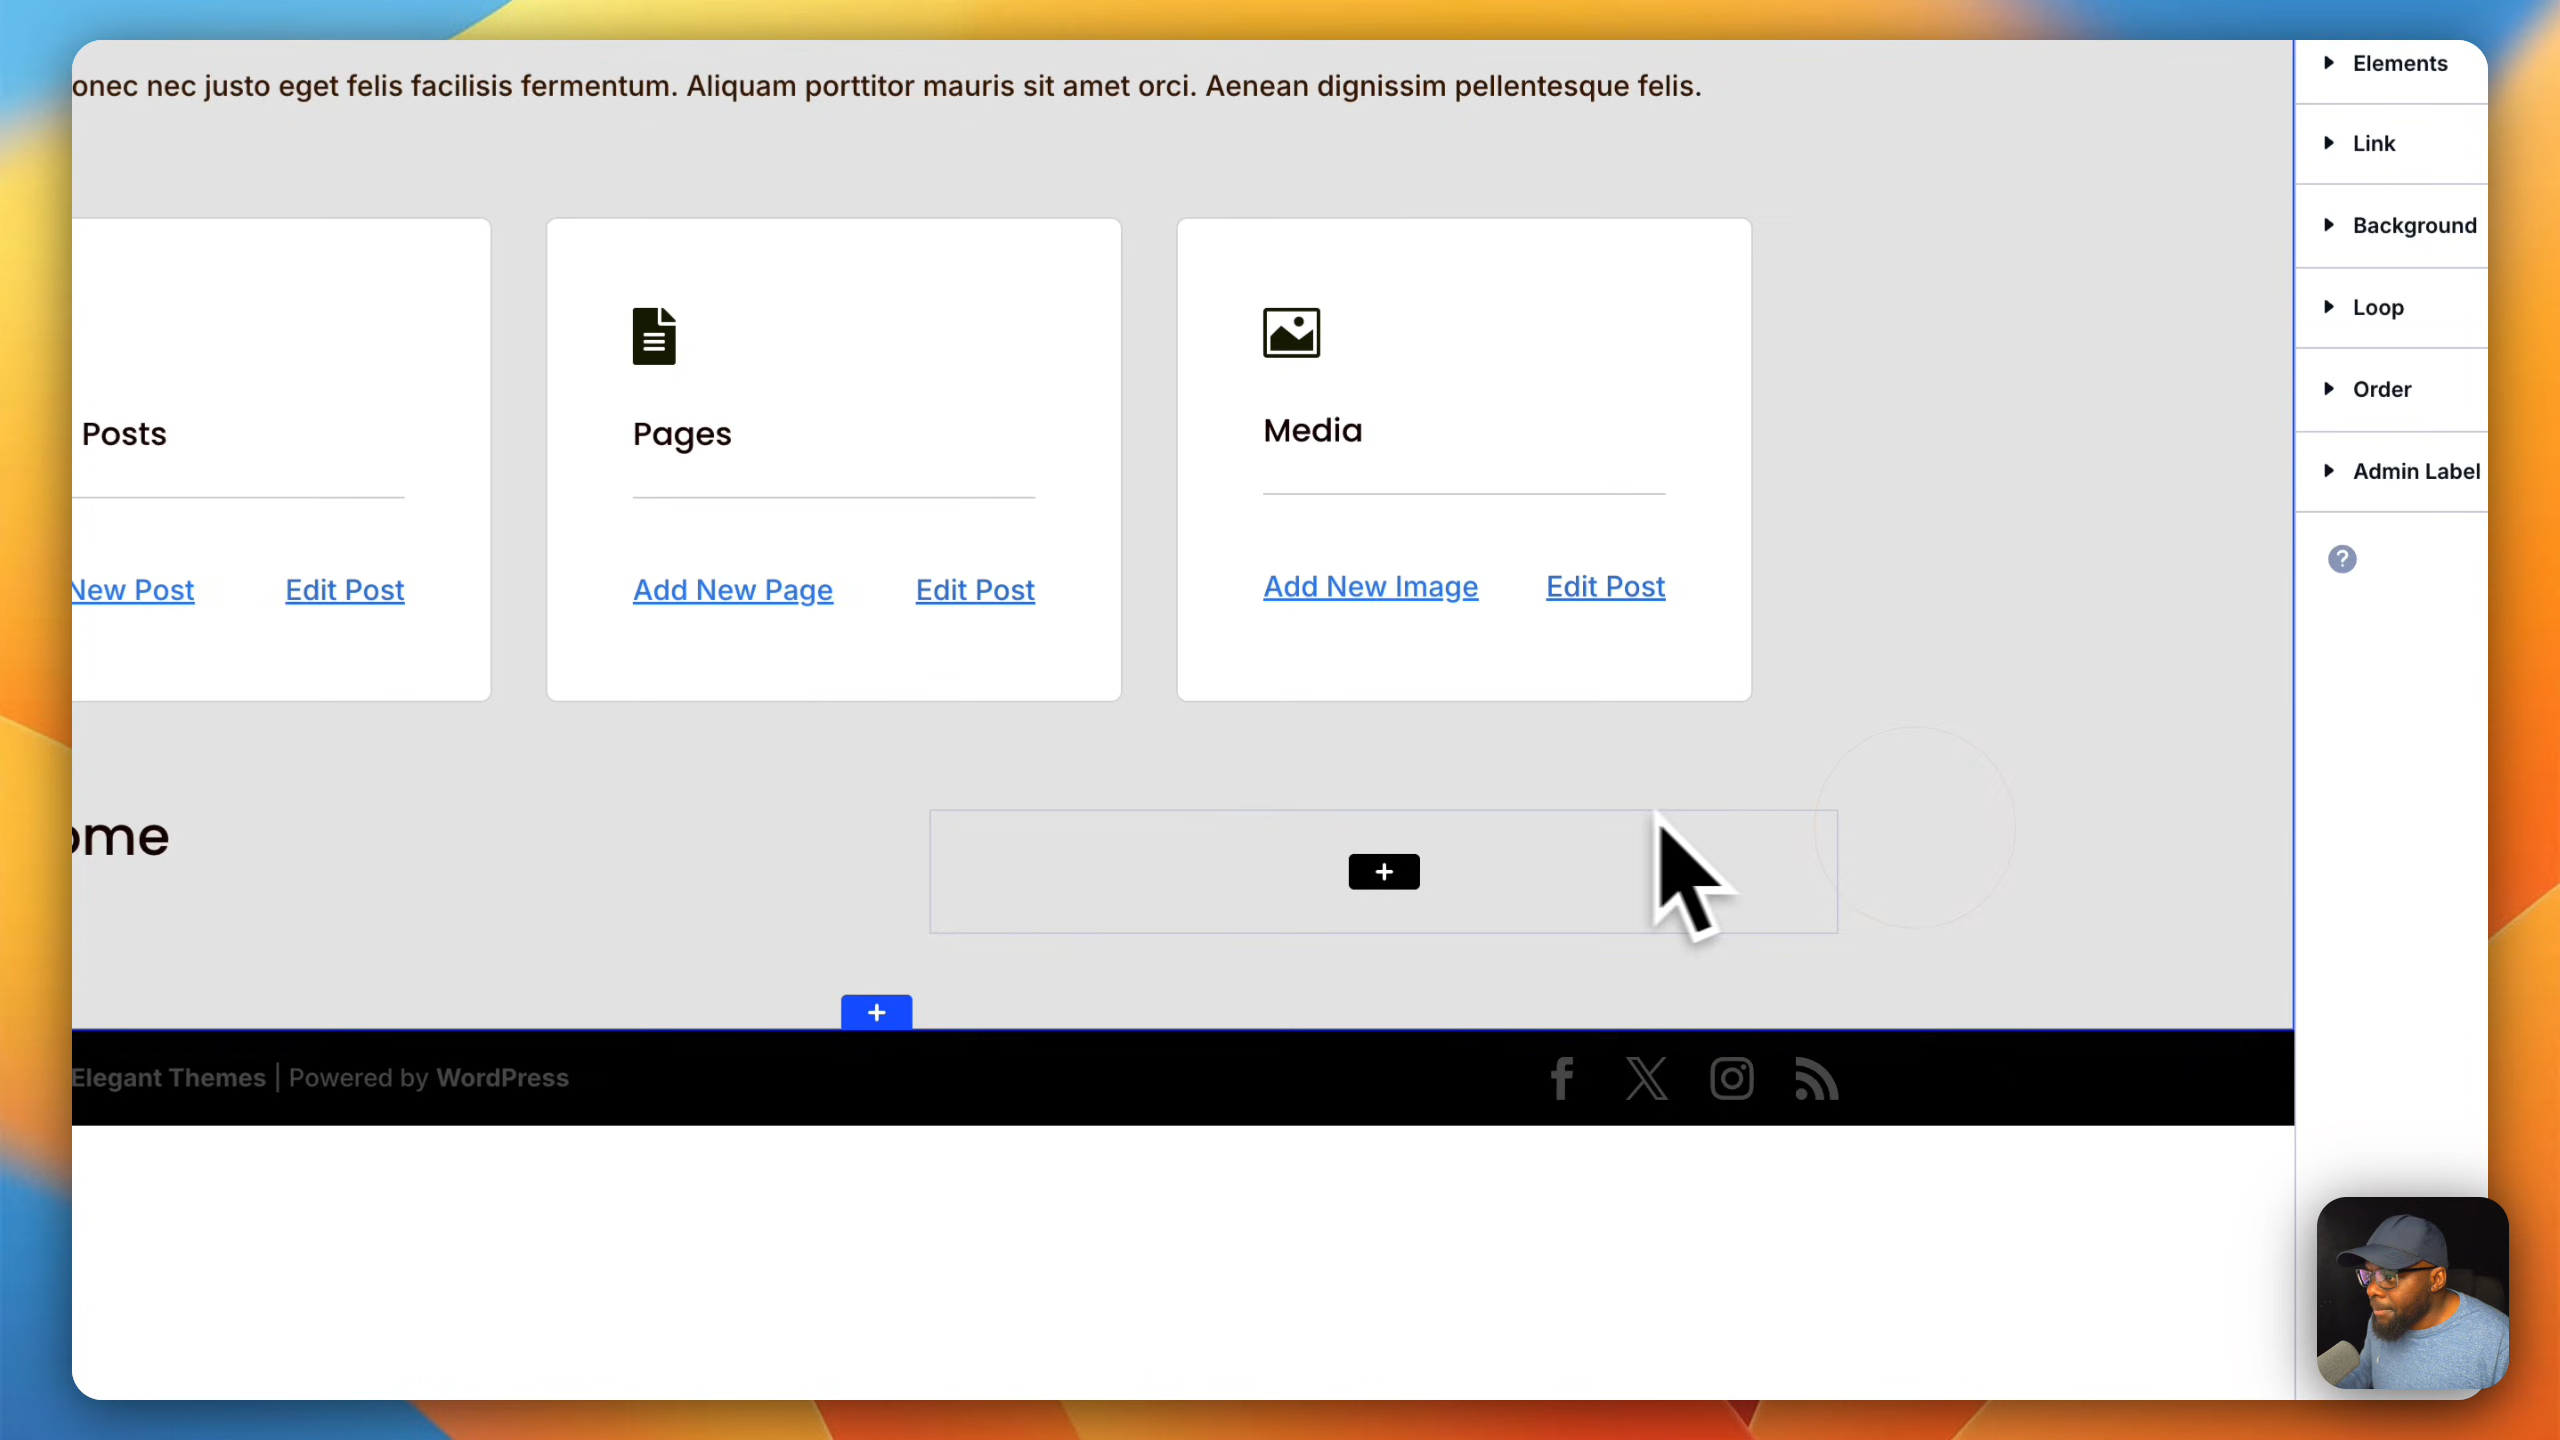 onec nec justo eget felis facilisis fermentum. Aliquam porttitor mauris sit amet orci. Aenean dignissim pellentesque felis.
Posts
New Post
Edit Post
Pages
Add New Page
Edit Post
Media
Add New Image
Edit Post
ome
Elegant Themes | Powered by WordPress
Elements
Link
Background
Loop
Order
Admin Label